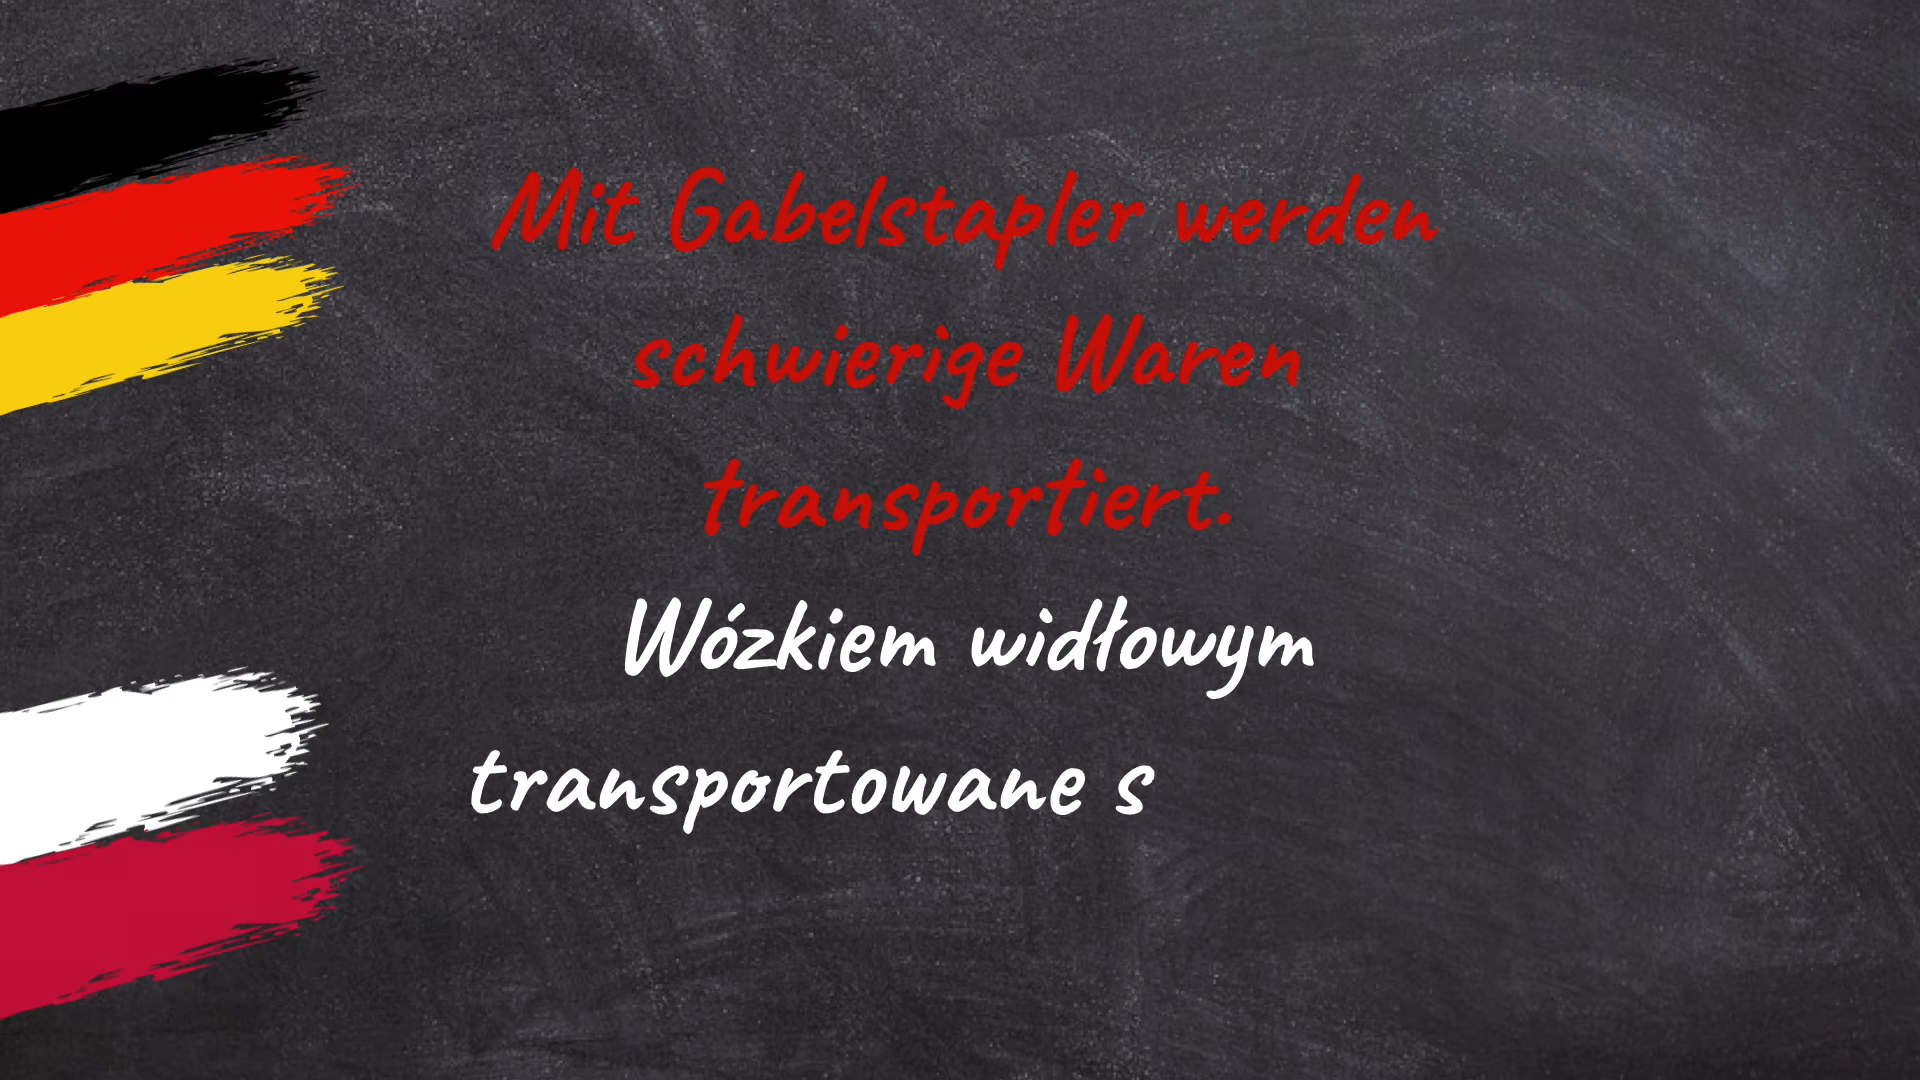 Mit Gabelstapler werden
schwierige Waren
transportiert.
Wózkiem widłowym
transportowane s